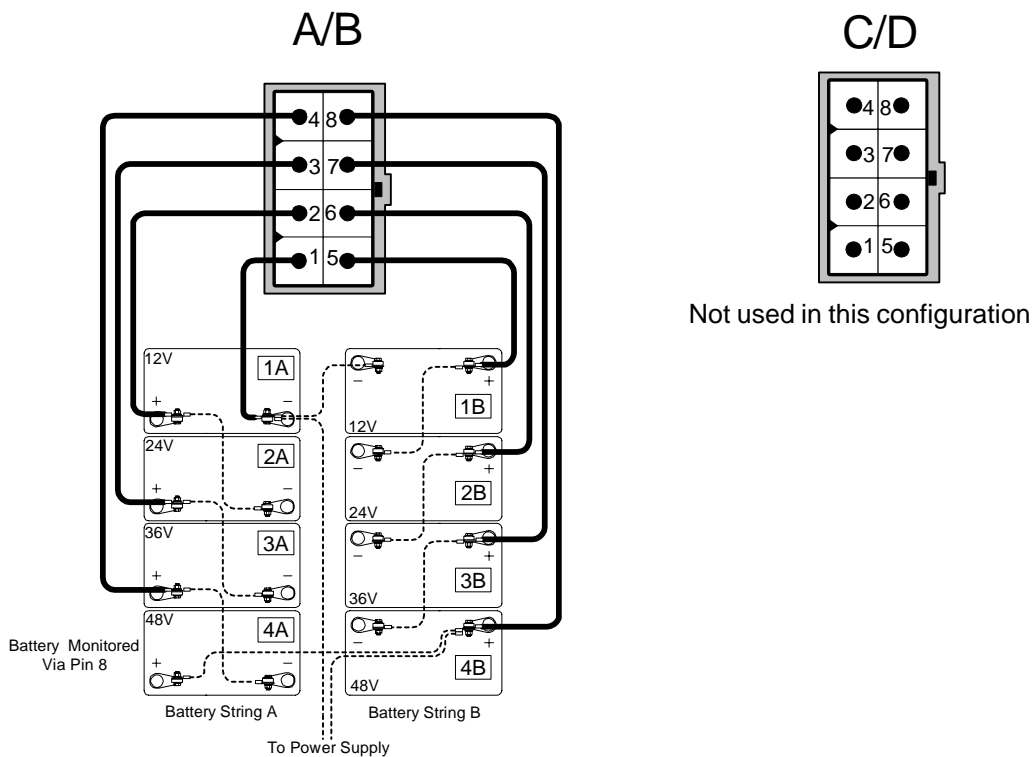 A/B
C/D
4 8
3 7
2 6
1 5
4 8
3 7
2 6
1 5
Not used in this configuration
12V
1A
+ −
24V
2A
+ −
36V
3A
+ −
48V
4A
+ −
− +
1B
12V
− +
2B
24V
− +
3B
36V
− +
4B
48V
Battery Monitored
Via Pin 8
Battery String A
Battery String B
To Power Supply